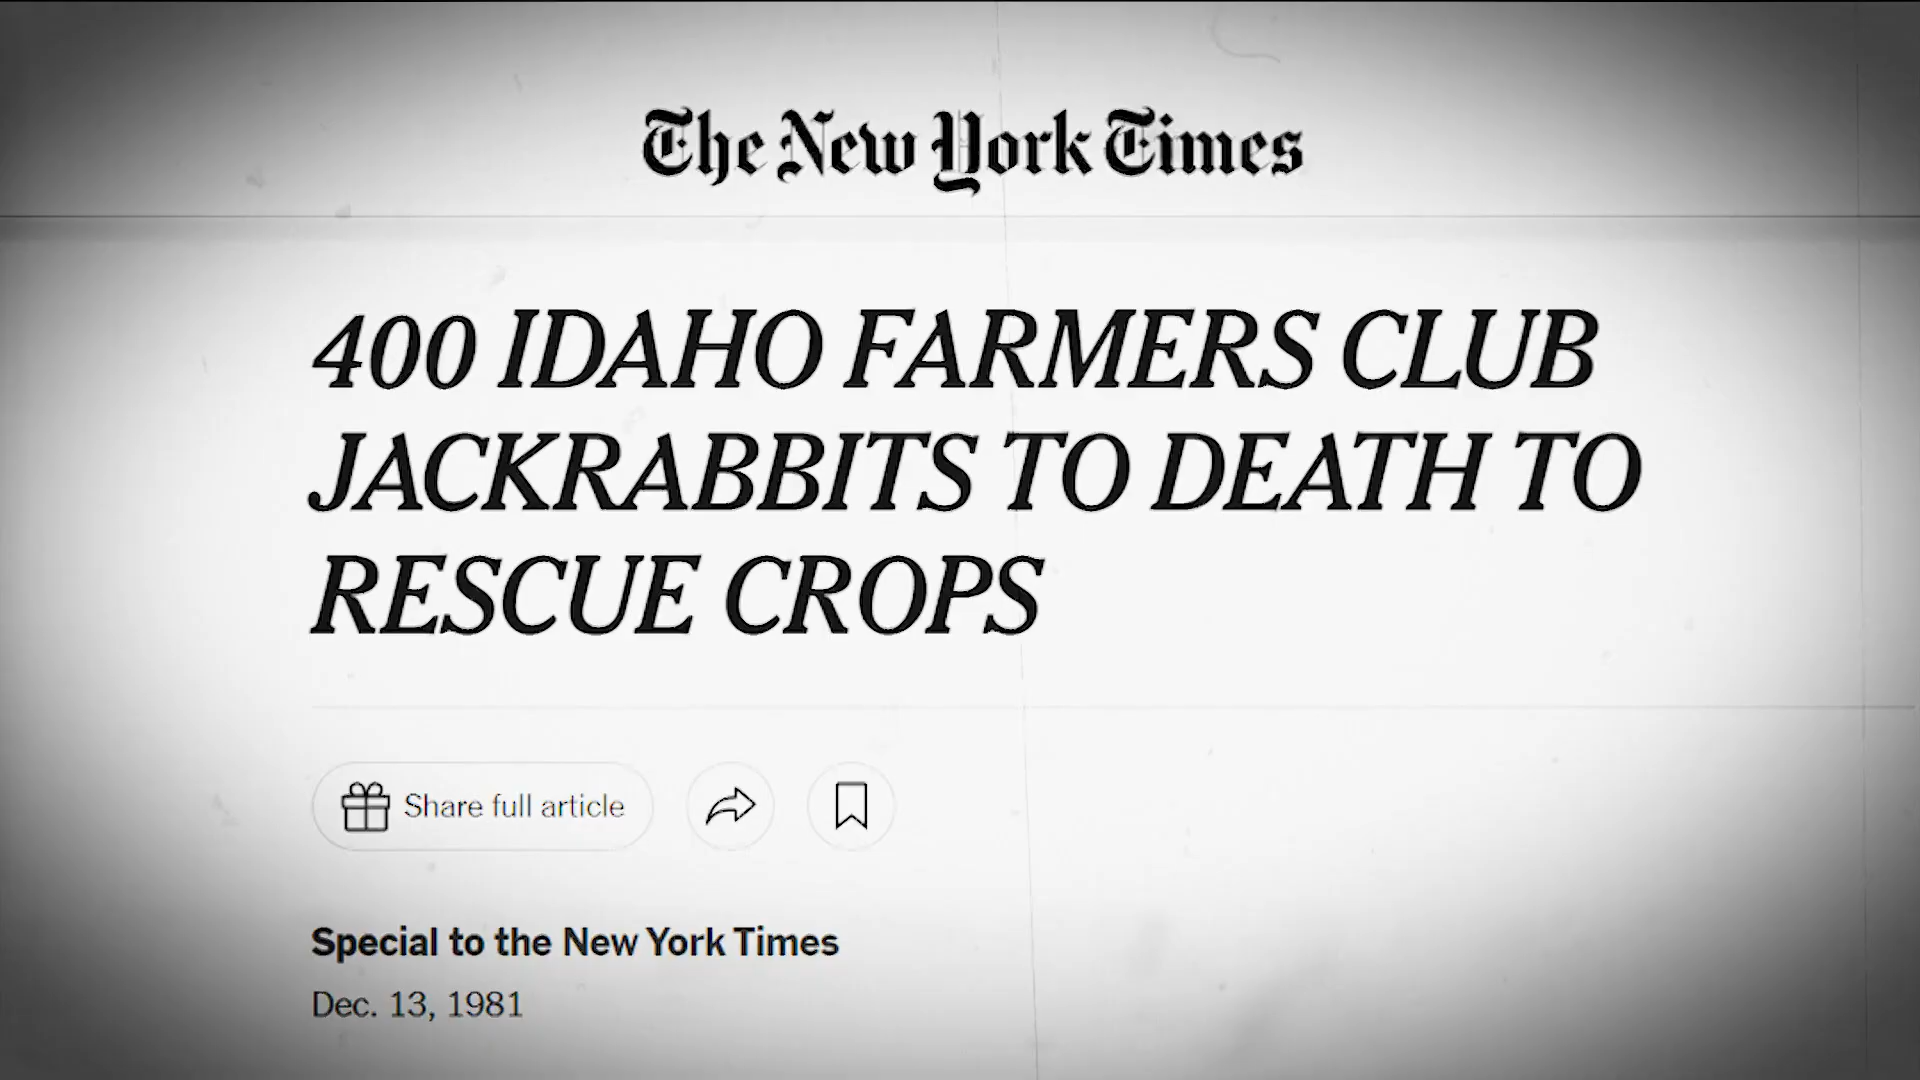 The New York Times
400 IDAHO FARMERS CLUB
JACKRABBITS TO DEATH TO
RESCUE CROPS
Share full article
Special to the New York Times
Dec. 13, 1981